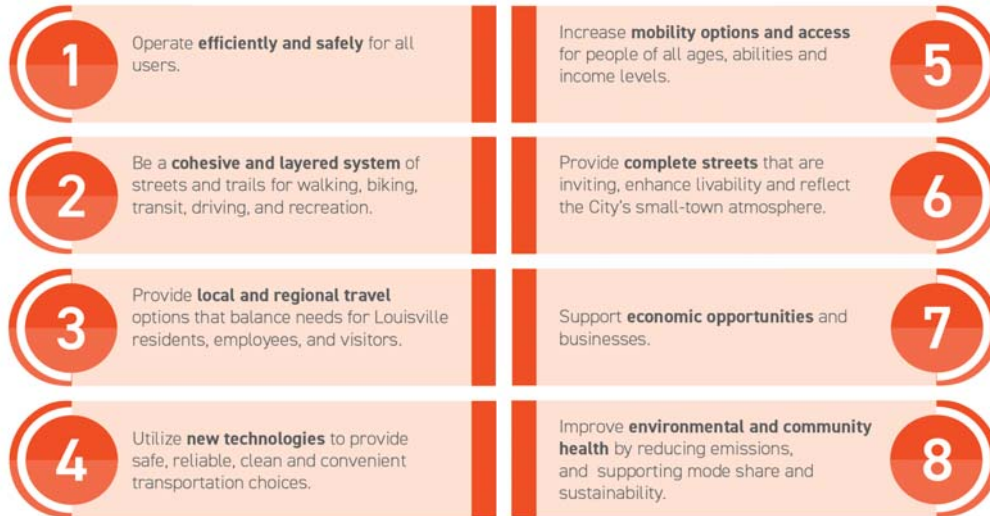 1
Operate efficiently and safely for all
users.
2
Be a cohesive and layered system of
streets and trails for walking, biking,
transit, driving, and recreation.
3
Provide local and regional travel
options that balance needs for Louisville
residents, employees, and visitors.
4
Utilize new technologies to provide
safe, reliable, clean and convenient
transportation choices.
Increase mobility options and access
for people of all ages, abilities and
income levels.
5
Provide complete streets that are
inviting, enhance livability and reflect
the City's small-town atmosphere.
6
Support economic opportunities and
businesses.
7
Improve environmental and community
health by reducing emissions,
and supporting mode share and
sustainability.
8